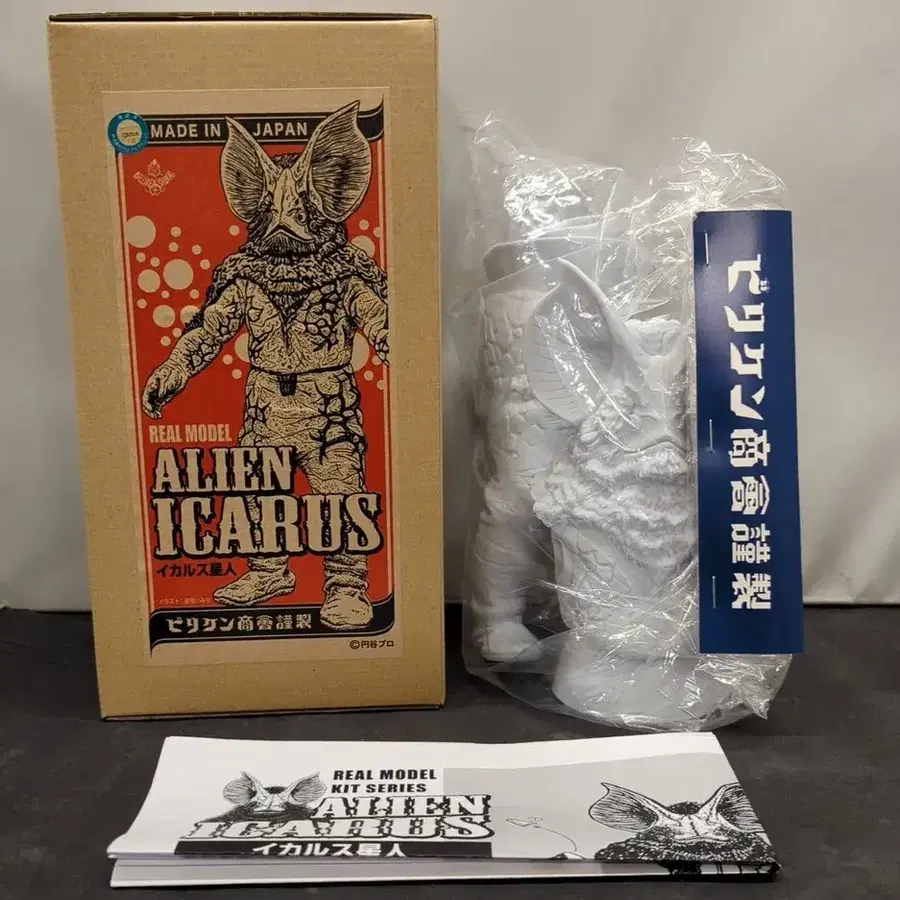 MADE IN JAPAN
BILLIKEN SHOKAI
REAL MODEL
ALIEN
ICARUS
イカルス星人
ビリケン商會謹製
©円谷プロ
ビリケン商會謹製
REAL MODEL
KIT SERIES
ALIEN
ICARUS
イカルス星人